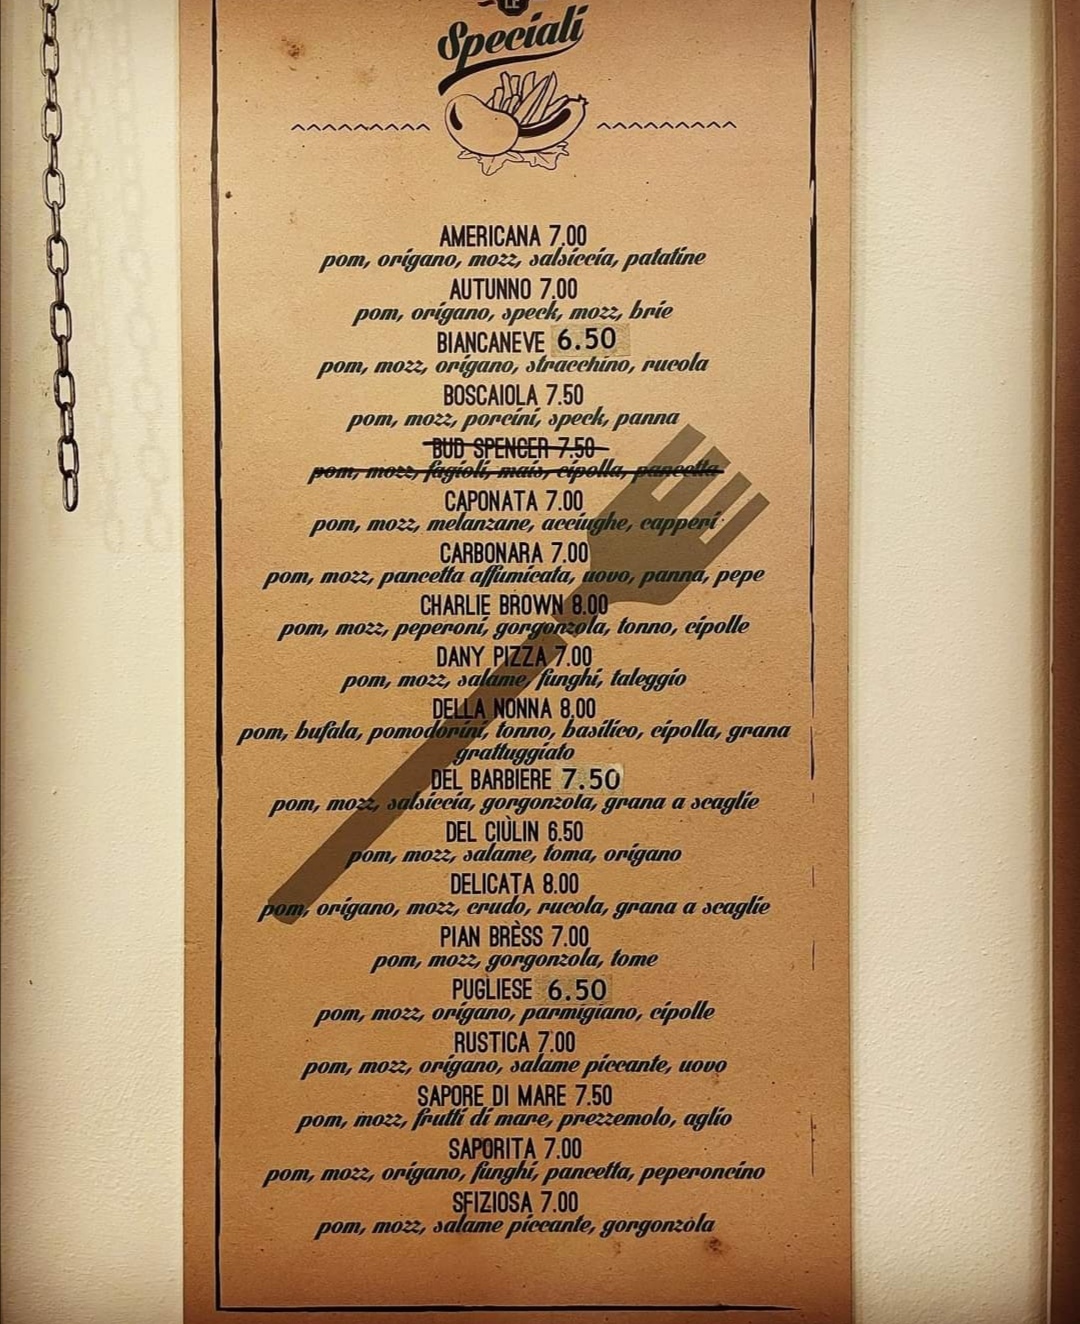 LE
Speciali
AMERICANA 7.00
pom, origano, mozz, salsiccia, patatine
AUTUNNO 7.00
pom, origano, speck, mozz, brie
BIANCANEVE 6.50
pom, mozz, origano, stracchino, rucola
BOSCAIOLA 7.50
pom, mozz, porcini, speck, panna
BUD SPENCER 7.50
pom, mozz, fagioli, mais, cipolla, pancetta
CAPONATA 7.00
pom, mozz, melanzane, acciughe, capperi
CARBONARA 7.00
pom, mozz, pancetta affumicata, uovo, panna, pepe
CHARLIE BROWN 8.00
pom, mozz, peperoni, gorgonzola, tonno, cipolle
DANY PIZZA 7.00
pom, mozz, salame, funghi, taleggio
DELLA NONNA 8.00
pom, bufala, pomodorini, tonno, basilico, cipolla, grana
grattuggiato
DEL BARBIERE 7.50
pom, mozz, salsiccia, gorgonzola, grana a scaglie
DEL CIÙLIN 6.50
pom, mozz, salame, toma, origano
DELICATA 8.00
pom, origano, mozz, crudo, rucola, grana a scaglie
PIAN BRÈSS 7.00
pom, mozz, gorgonzola, tome
PUGLIESE 6.50
pom, mozz, origano, parmigiano, cipolle
RUSTICA 7.00
pom, mozz, origano, salame piccante, uovo
SAPORE DI MARE 7.50
pom, mozz, frutti di mare, prezzemolo, aglio
SAPORITA 7.00
pom, mozz, origano, funghi, pancetta, peperoncino
SFIZIOSA 7.00
pom, mozz, salame piccante, gorgonzola